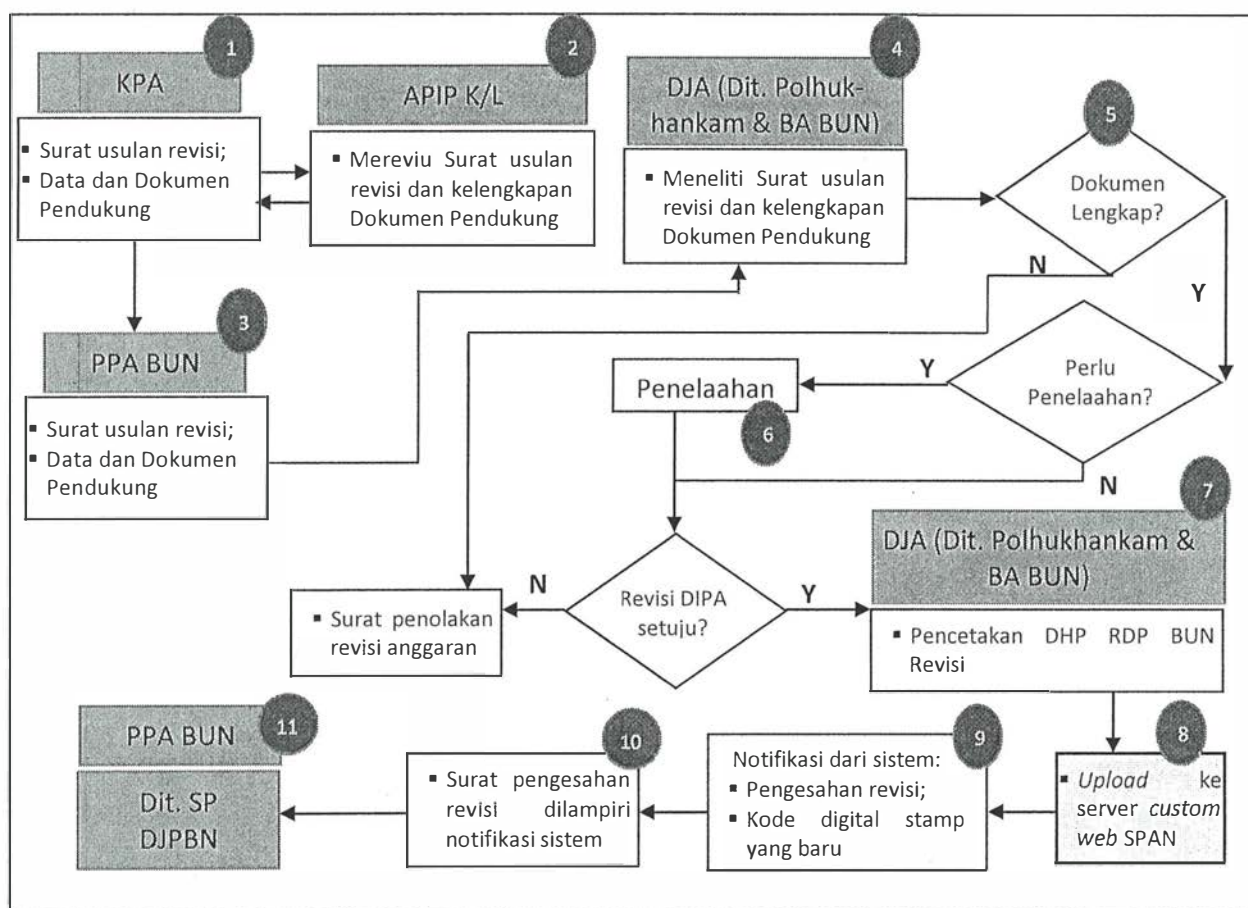 1
KPA
▪ Surat usulan revisi;
▪ Data dan Dokumen
Pendukung
2
APIP K/L
▪ Mereviu Surat usulan
revisi dan kelengkapan
Dokumen Pendukung
4
DJA (Dit. Polhuk-
hankam & BA BUN)
▪ Meneliti Surat usulan
revisi dan kelengkapan
Dokumen Pendukung
5
Dokumen
Lengkap?
N
Y
3
PPA BUN
▪ Surat usulan revisi;
▪ Data dan Dokumen
Pendukung
Perlu
Penelaahan?
Y
N
Penelaahan
6
Revisi DIPA
setuju?
N
Y
▪ Surat penolakan
revisi anggaran
7
DJA (Dit. Polhukhankam &
BA BUN)
▪ Pencetakan DHP RDP BUN
Revisi
8
▪ Upload ke
server custom
web SPAN
9
Notifikasi dari sistem:
▪ Pengesahan revisi;
▪ Kode digital stamp
yang baru
10
▪ Surat pengesahan
revisi dilampiri
notifikasi sistem
11
PPA BUN
Dit. SP
DJPBN